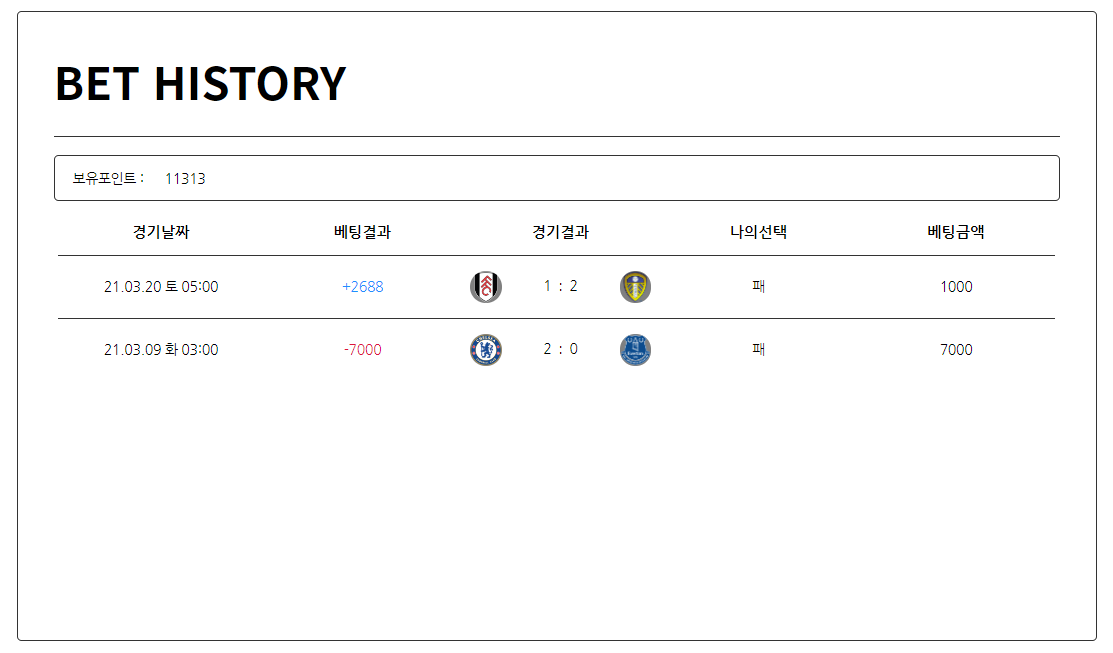 BET HISTORY
보유포인트 : 11313
경기날짜 베팅결과 경기결과 나의선택 베팅금액
21.03.20 토 05:00 +2688 1 : 2 패 1000
21.03.09 화 03:00 -7000 2 : 0 패 7000